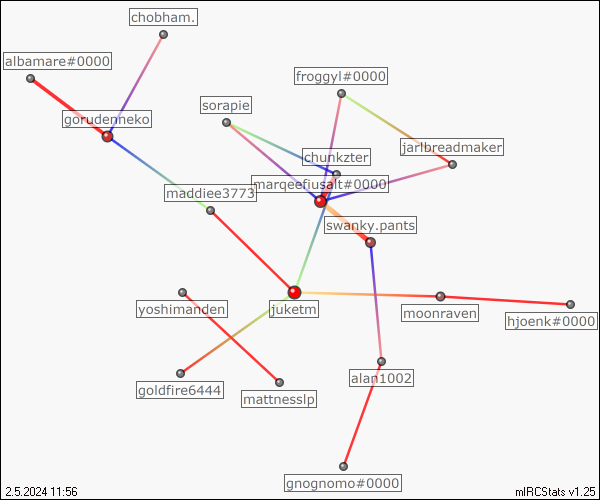 chobham.
albamare#0000
froggyl#0000
sorapie
gorudenneko
jarlbreadmaker
chunkzter
marqeefiusalt#0000
maddiee3773
swanky.pants
yoshimanden
juketm
moonraven
hjoenk#0000
alan1002
goldfire6444
mattnesslp
gnognomo#0000
2.5.2024 11:56
mIRCStats v1.25